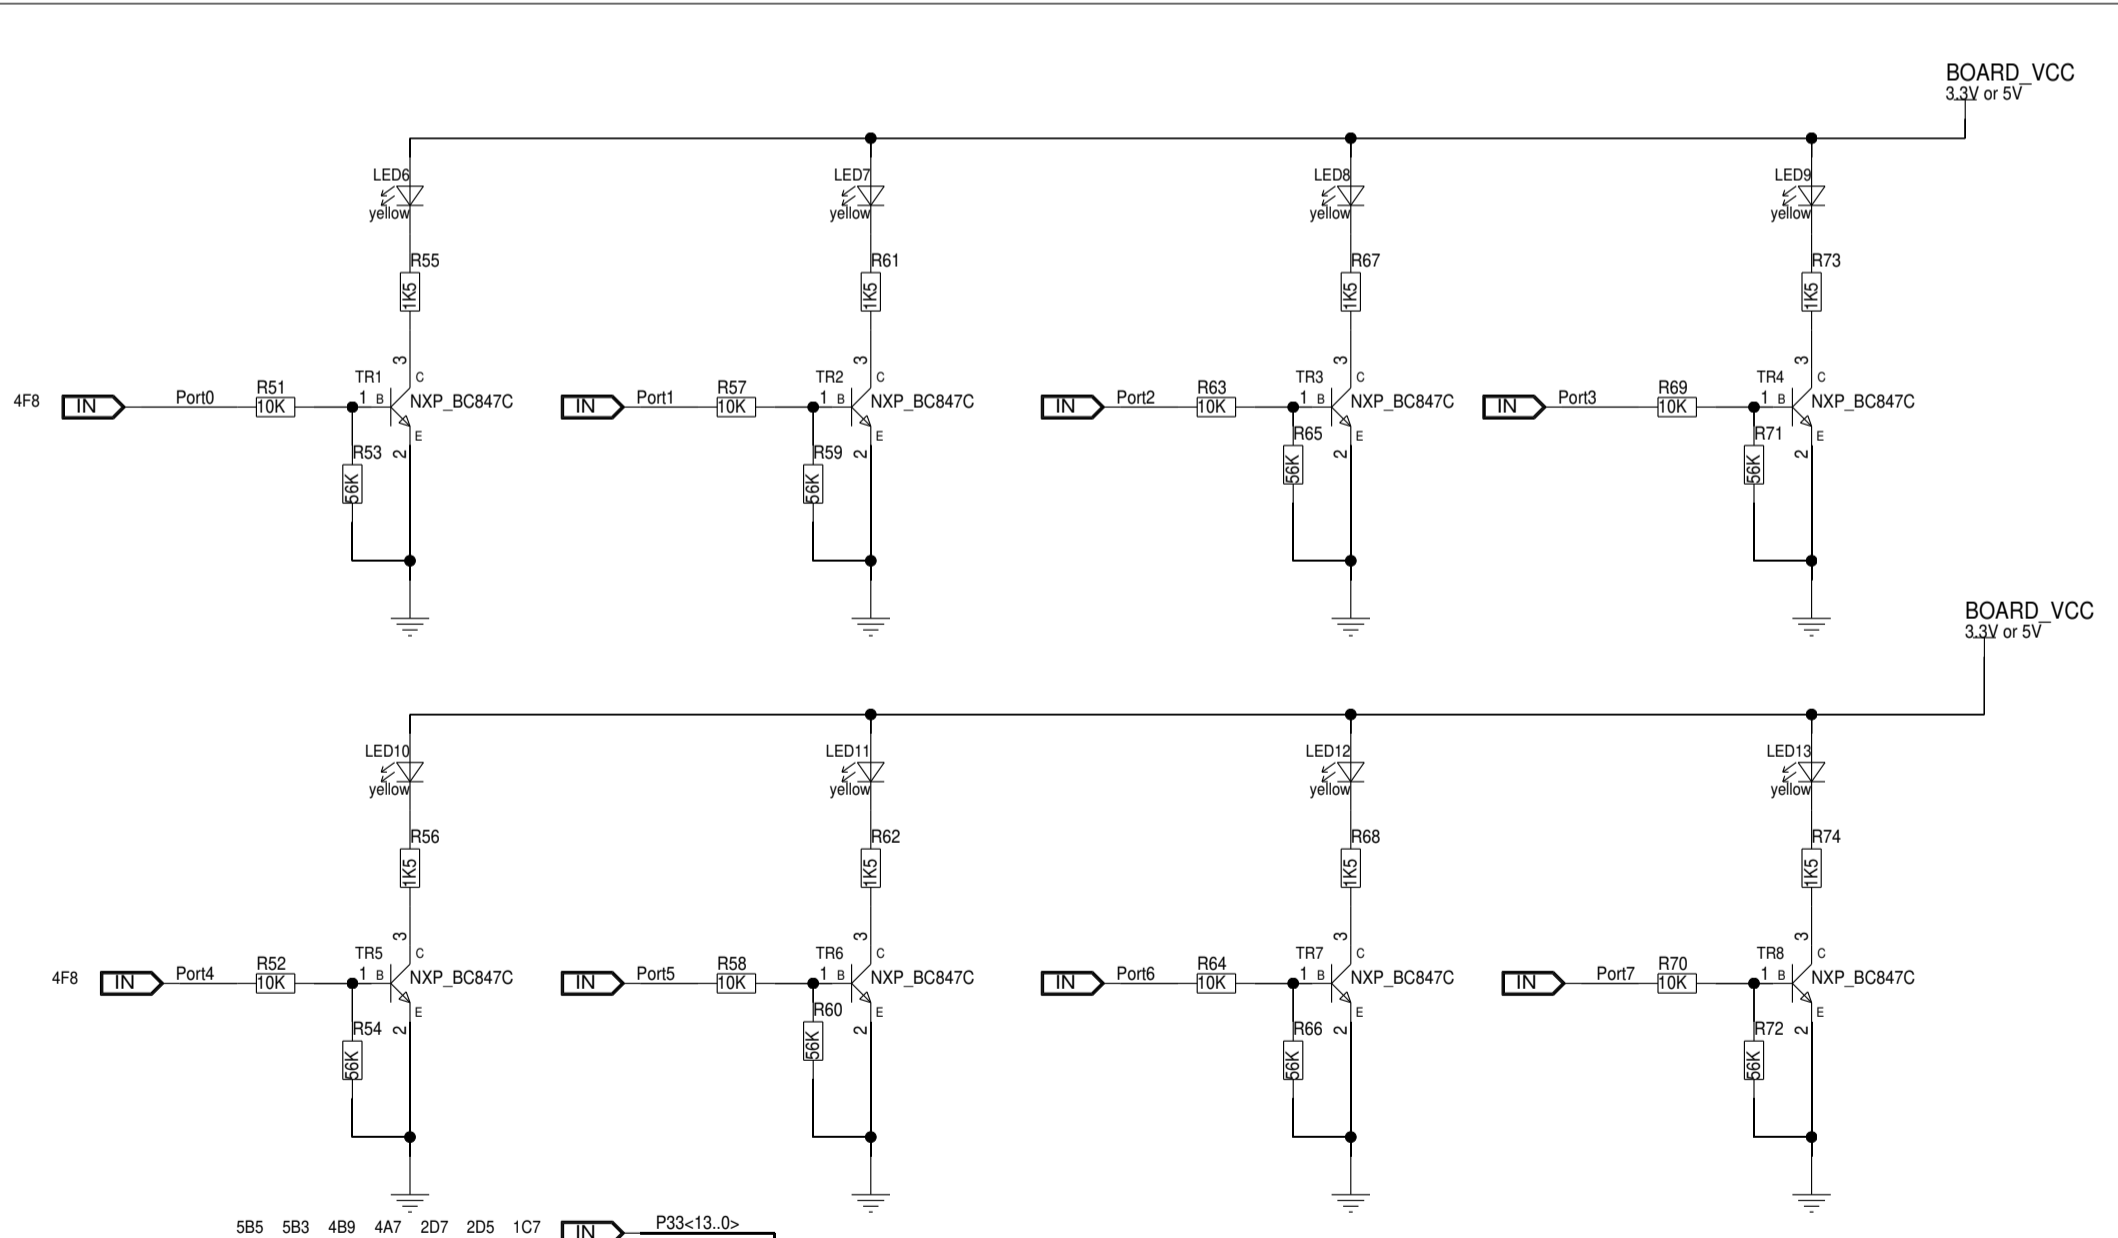 BOARD_VCC
3.3V or 5V
LED6
yellow
LED7
yellow
LED8
yellow
LED9
yellow
R55
1K5
R61
1K5
R67
1K5
R73
1K5
4F8
IN
Port0
R51
10K
TR1
1 B
3
C
NXP_BC847C
E
2
R53
56K
IN
Port1
R57
10K
TR2
1 B
3
C
NXP_BC847C
E
2
R59
56K
IN
Port2
R63
10K
TR3
1 B
3
C
NXP_BC847C
E
2
R65
56K
IN
Port3
R69
10K
TR4
1 B
3
C
NXP_BC847C
E
2
R71
56K
BOARD_VCC
3.3V or 5V
LED10
yellow
LED11
yellow
LED12
yellow
LED13
yellow
R56
1K5
R62
1K5
R68
1K5
R74
1K5
4F8
IN
Port4
R52
10K
TR5
1 B
3
C
NXP_BC847C
E
2
R54
56K
IN
Port5
R58
10K
TR6
1 B
3
C
NXP_BC847C
E
2
R60
56K
IN
Port6
R64
10K
TR7
1 B
3
C
NXP_BC847C
E
2
R66
56K
IN
Port7
R70
10K
TR8
1 B
3
C
NXP_BC847C
E
2
R72
56K
5B5 5B3 4B9 4A7 2D7 2D5 1C7
IN
P33<13..0>